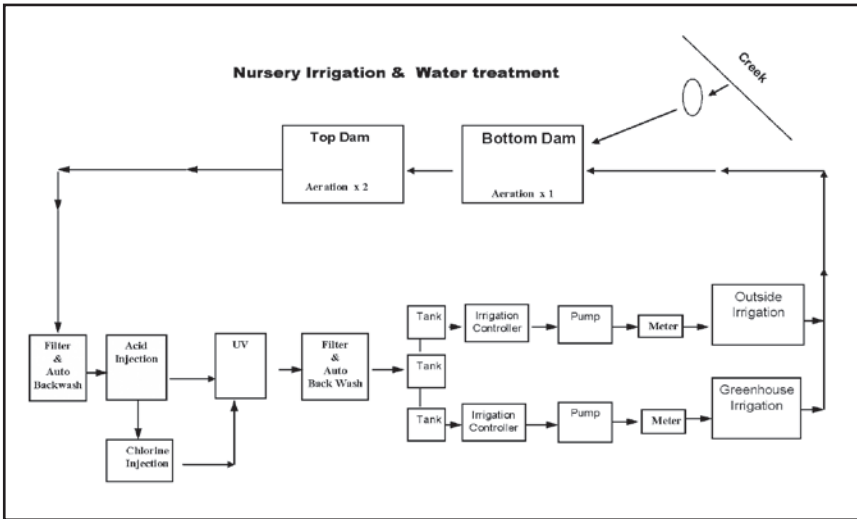 Nursery Irrigation & Water treatment
Creek
Top Dam
Aeration x 2
Bottom Dam
Aeration x 1
Filter
&
Auto
Backwash
Acid
Injection
Chlorine
Injection
UV
Filter
&
Auto
Back Wash
Tank
Tank
Tank
Irrigation
Controller
Pump
Meter
Outside
Irrigation
Irrigation
Controller
Pump
Meter
Greenhouse
Irrigation